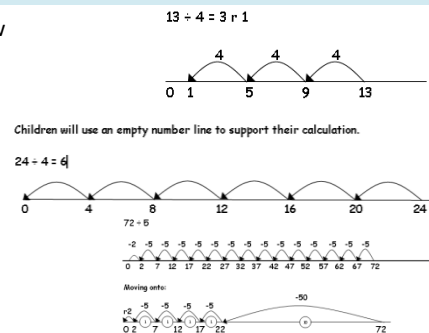 13 ÷ 4 = 3 r 1
4 4 4
0 1 5 9 13
Children will use an empty number line to support their calculation.
24 ÷ 4 = 6
0 4 8 12 16 20 24
72 ÷ 5
-2 -5 -5 -5 -5 -5 -5 -5 -5 -5 -5 -5 -5 -5 -5
0 2 7 12 17 22 27 32 37 42 47 52 57 62 67 72
Moving onto:
-50
-5 -5 -5 -5
r2
1 1 1 1
0 2 7 12 17 22 72